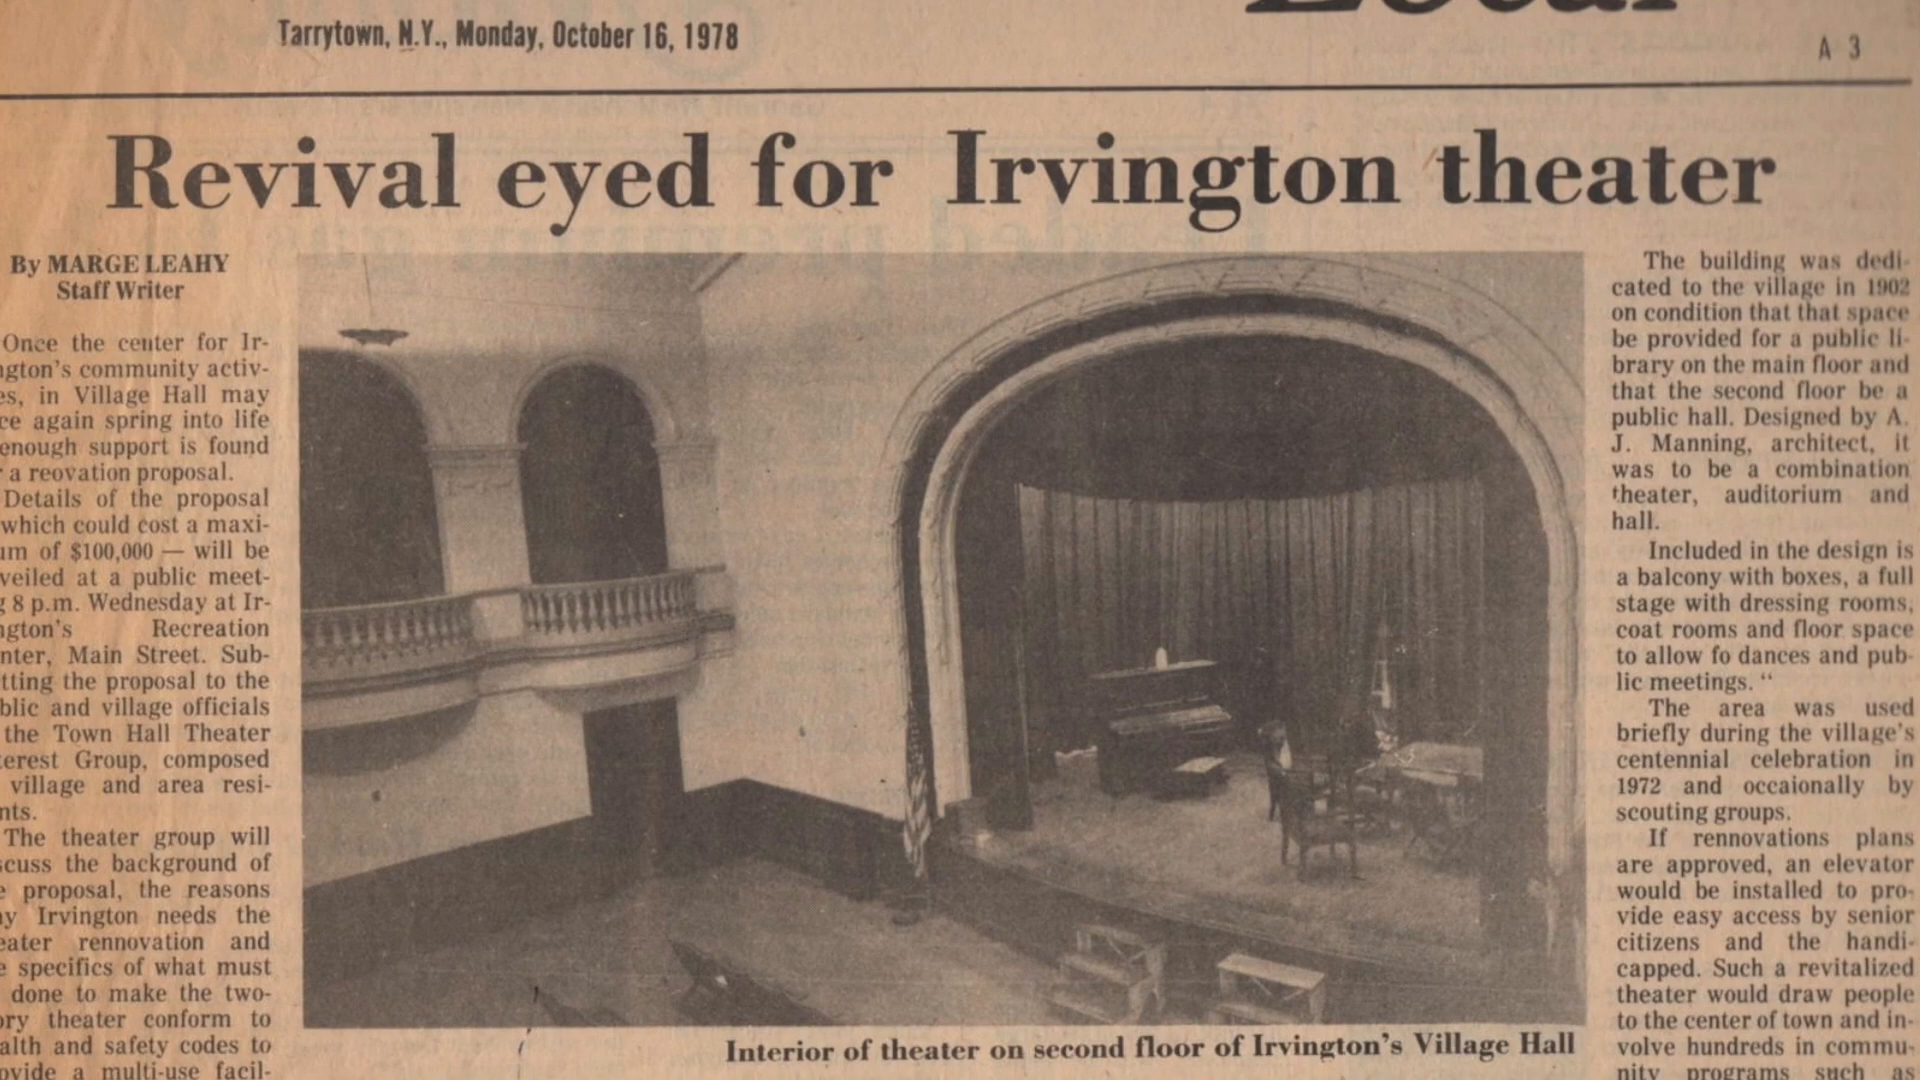 Local
Tarrytown, N.Y., Monday, October 16, 1978
A 3
Revival eyed for Irvington theater
By MARGE LEAHY
Staff Writer
Once the center for Ir-
ngton's community activ-
es, in Village Hall may
ce again spring into life
enough support is found
r a reovation proposal.
Details of the proposal
which could cost a maxi-
um of $100,000 — will be
veiled at a public meet-
g 8 p.m. Wednesday at Ir-
ngton's Recreation
nter, Main Street. Sub-
tting the proposal to the
blic and village officials
the Town Hall Theater
terest Group, composed
village and area resi-
nts.
The theater group will
scuss the background of
e proposal, the reasons
ny Irvington needs the
eater rennovation and
e specifics of what must
done to make the two-
ory theater conform to
alth and safety codes to
ovide a multi-use facil-
Interior of theater on second floor of Irvington's Village Hall
The building was dedi-
cated to the village in 1902
on condition that that space
be provided for a public li-
brary on the main floor and
that the second floor be a
public hall. Designed by A.
J. Manning, architect, it
was to be a combination
theater, auditorium and
hall.
Included in the design is
a balcony with boxes, a full
stage with dressing rooms,
coat rooms and floor space
to allow fo dances and pub-
lic meetings. "
The area was used
briefly during the village's
centennial celebration in
1972 and occaionally by
scouting groups.
If rennovations plans
are approved, an elevator
would be installed to pro-
vide easy access by senior
citizens and the handi-
capped. Such a revitalized
theater would draw people
to the center of town and in-
volve hundreds in commu-
nity programs such as